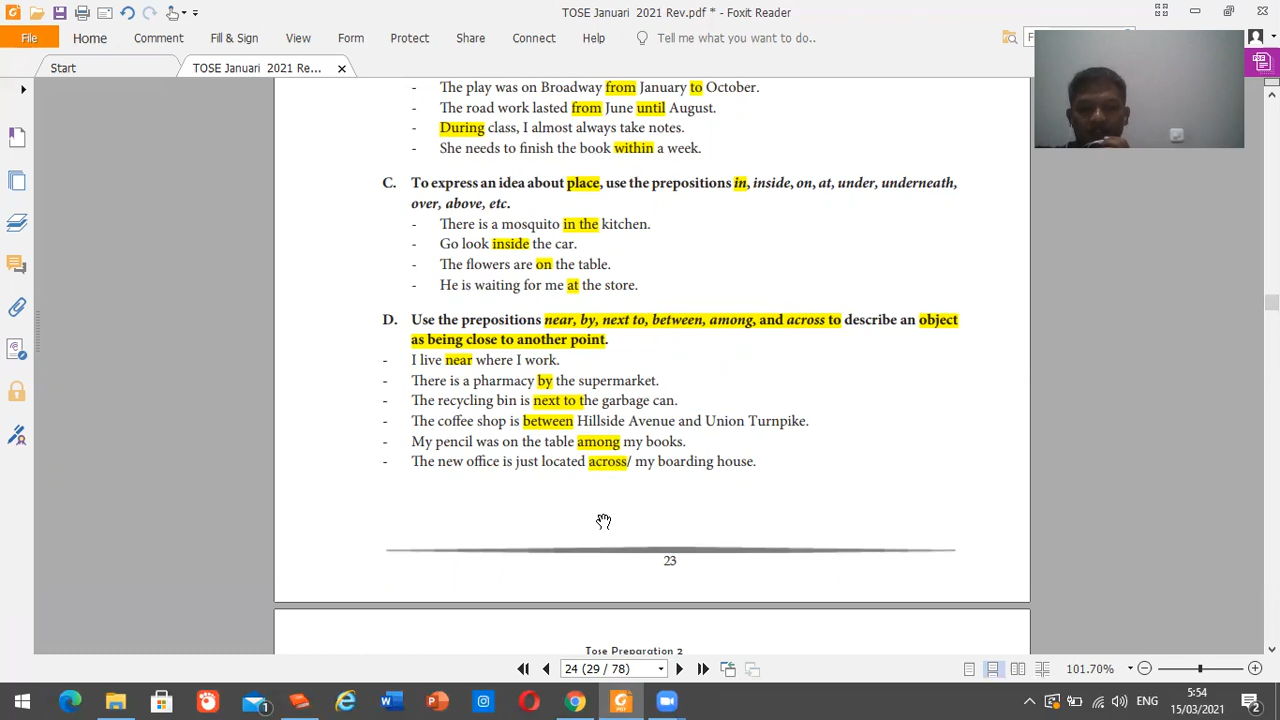 TOSE Januari 2021 Rev.pdf * - Foxit Reader
File Home Comment Fill & Sign View Form Protect Share Connect Help Tell me what you want to do..
Start TOSE Januari 2021 Re...
The play was on Broadway from January to October.
- The road work lasted from June until August.
- During class, I almost always take notes.
- She needs to finish the book within a week.
C. To express an idea about place, use the prepositions in, inside, on, at, under, underneath,
over, above, etc.
- There is a mosquito in the kitchen.
- Go look inside the car.
- The flowers are on the table.
- He is waiting for me at the store.
D. Use the prepositions near, by, next to, between, among, and across to describe an object
as being close to another point.
- I live near where I work.
- There is a pharmacy by the supermarket.
- The recycling bin is next to the garbage can.
- The coffee shop is between Hillside Avenue and Union Turnpike.
- My pencil was on the table among my books.
- The new office is just located across/ my boarding house.
23
Tose Preparation 2
24 (29 / 78) 101.70%
ENG 5:54
15/03/2021